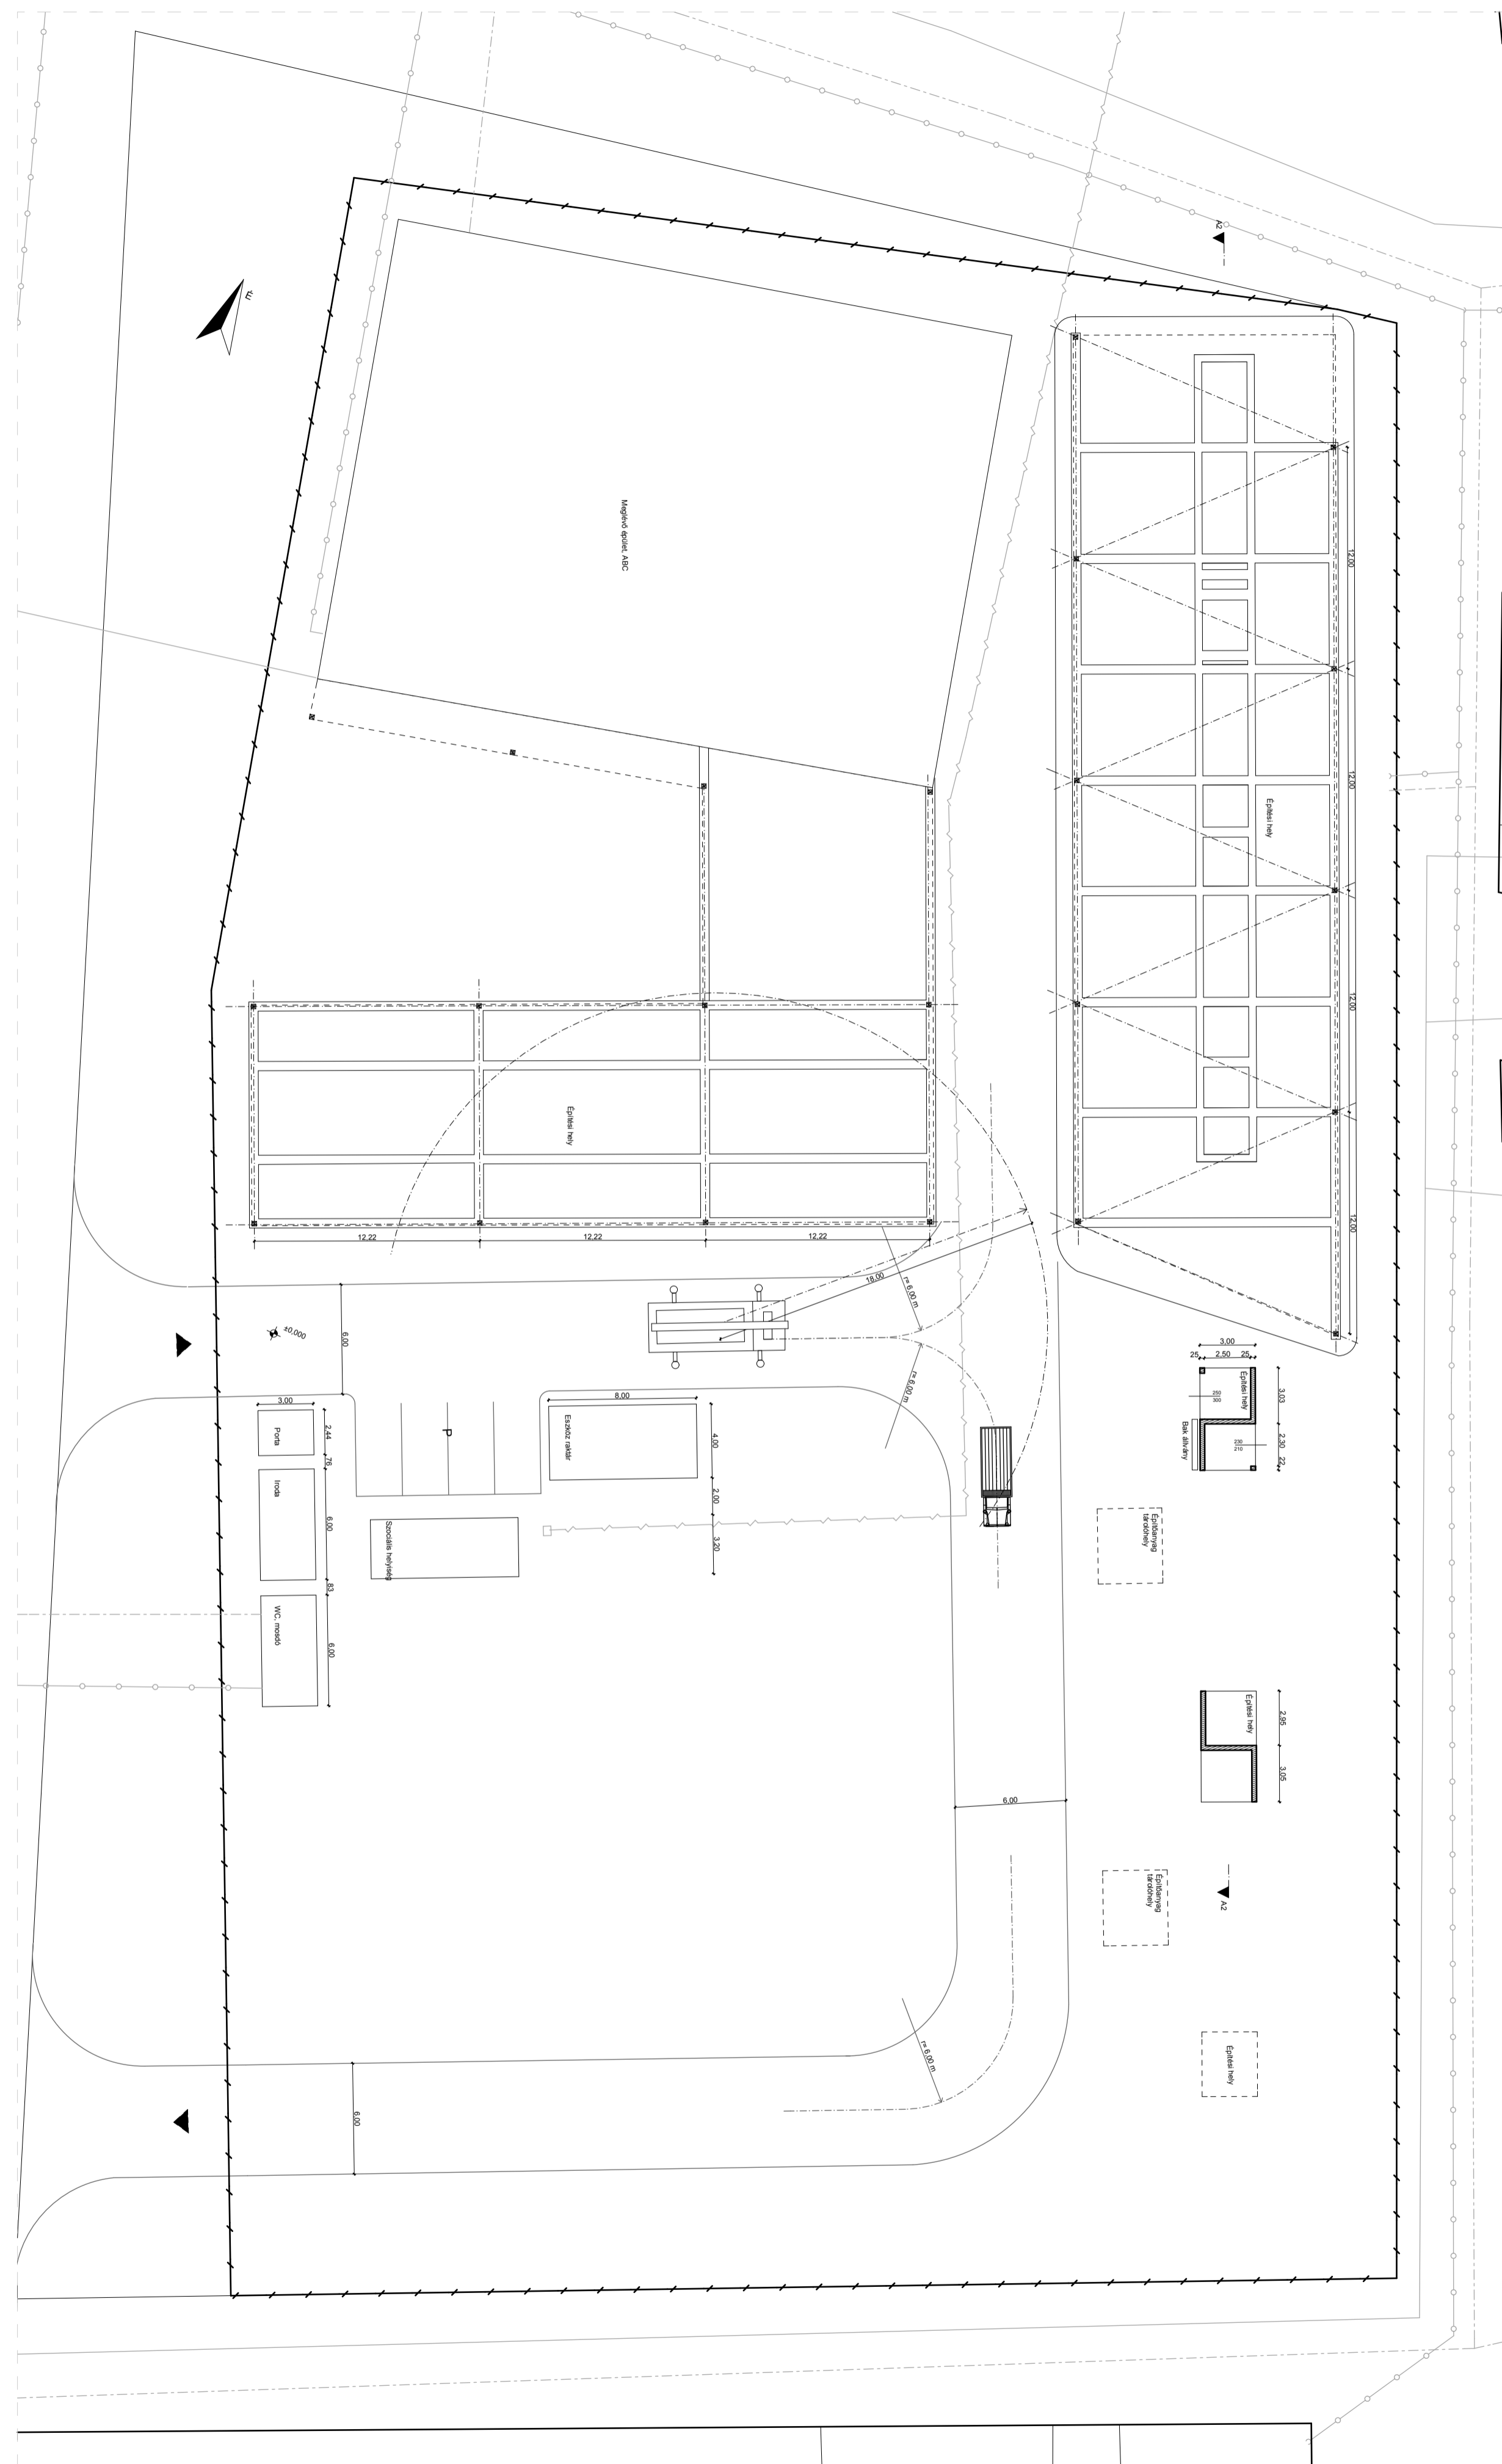 A2
É
Meglévő épület, ABC
12,00
12,00
Építési hely
12,00
12,00
Építési hely
12,22
12,22
12,22
18,00
r= 6,00 m
±0,000
6,00
r= 6,00 m
3,00
25
2,50
25
Építési hely
3,03
250
300
Bak állvány
230
210
2,30
22
3,00
Porta
2,44
76
P
8,00
Eszköz raktár
4,00
2,00
3,20
Iroda
6,00
83
Szociális helyiség
WC, mosdó
6,00
Építőanyag
tárolóhely
Építési hely
2,95
3,05
6,00
Építőanyag
tárolóhely
A2
r= 6,00 m
Építési hely
6,00